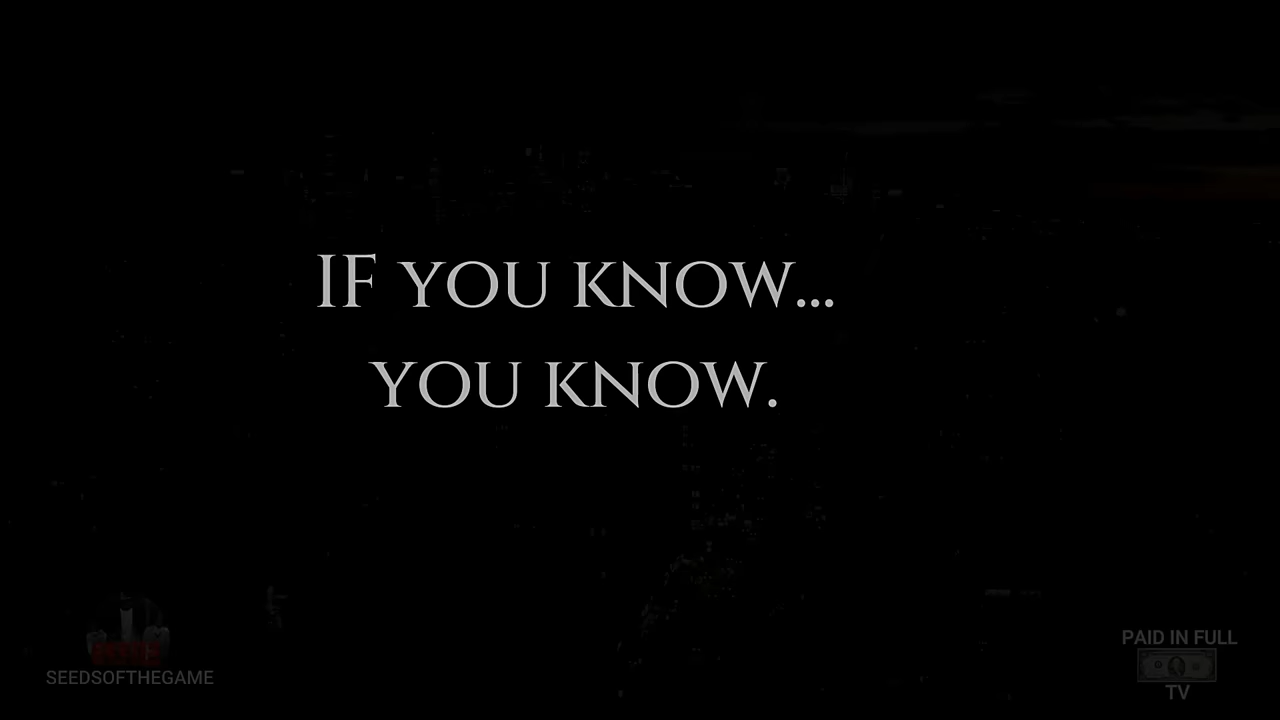 IF YOU KNOW...
YOU KNOW.
SEEDSOFTHEGAME
PAID IN FULL
TV